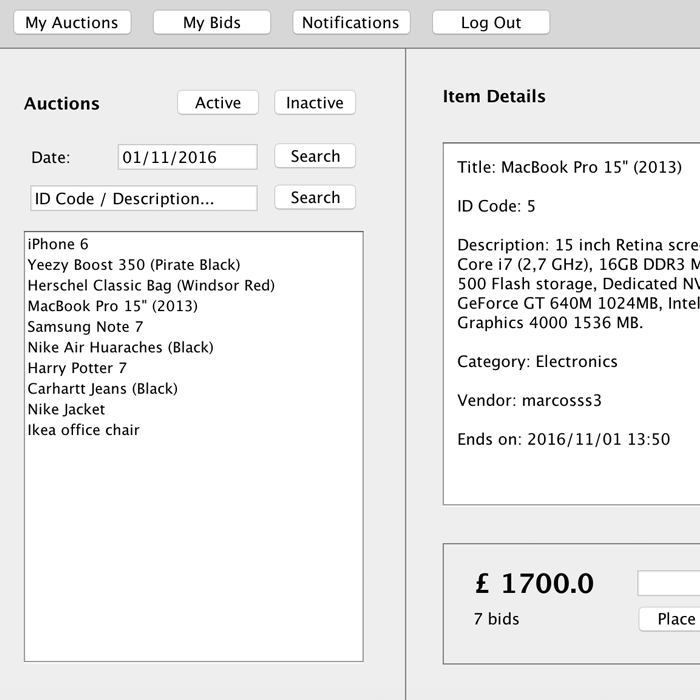 My Auctions
My Bids
Notifications
Log Out
Auctions
Active
Inactive
Date:
01/11/2016
Search
ID Code / Description...
Search
iPhone 6
Yeezy Boost 350 (Pirate Black)
Herschel Classic Bag (Windsor Red)
MacBook Pro 15" (2013)
Samsung Note 7
Nike Air Huaraches (Black)
Harry Potter 7
Carhartt Jeans (Black)
Nike Jacket
Ikea office chair
Item Details
Title: MacBook Pro 15" (2013)
ID Code: 5
Description: 15 inch Retina scre
Core i7 (2,7 GHz), 16GB DDR3 M
500 Flash storage, Dedicated NV
GeForce GT 640M 1024MB, Intel
Graphics 4000 1536 MB.
Category: Electronics
Vendor: marcosss3
Ends on: 2016/11/01 13:50
£ 1700.0
7 bids
Place